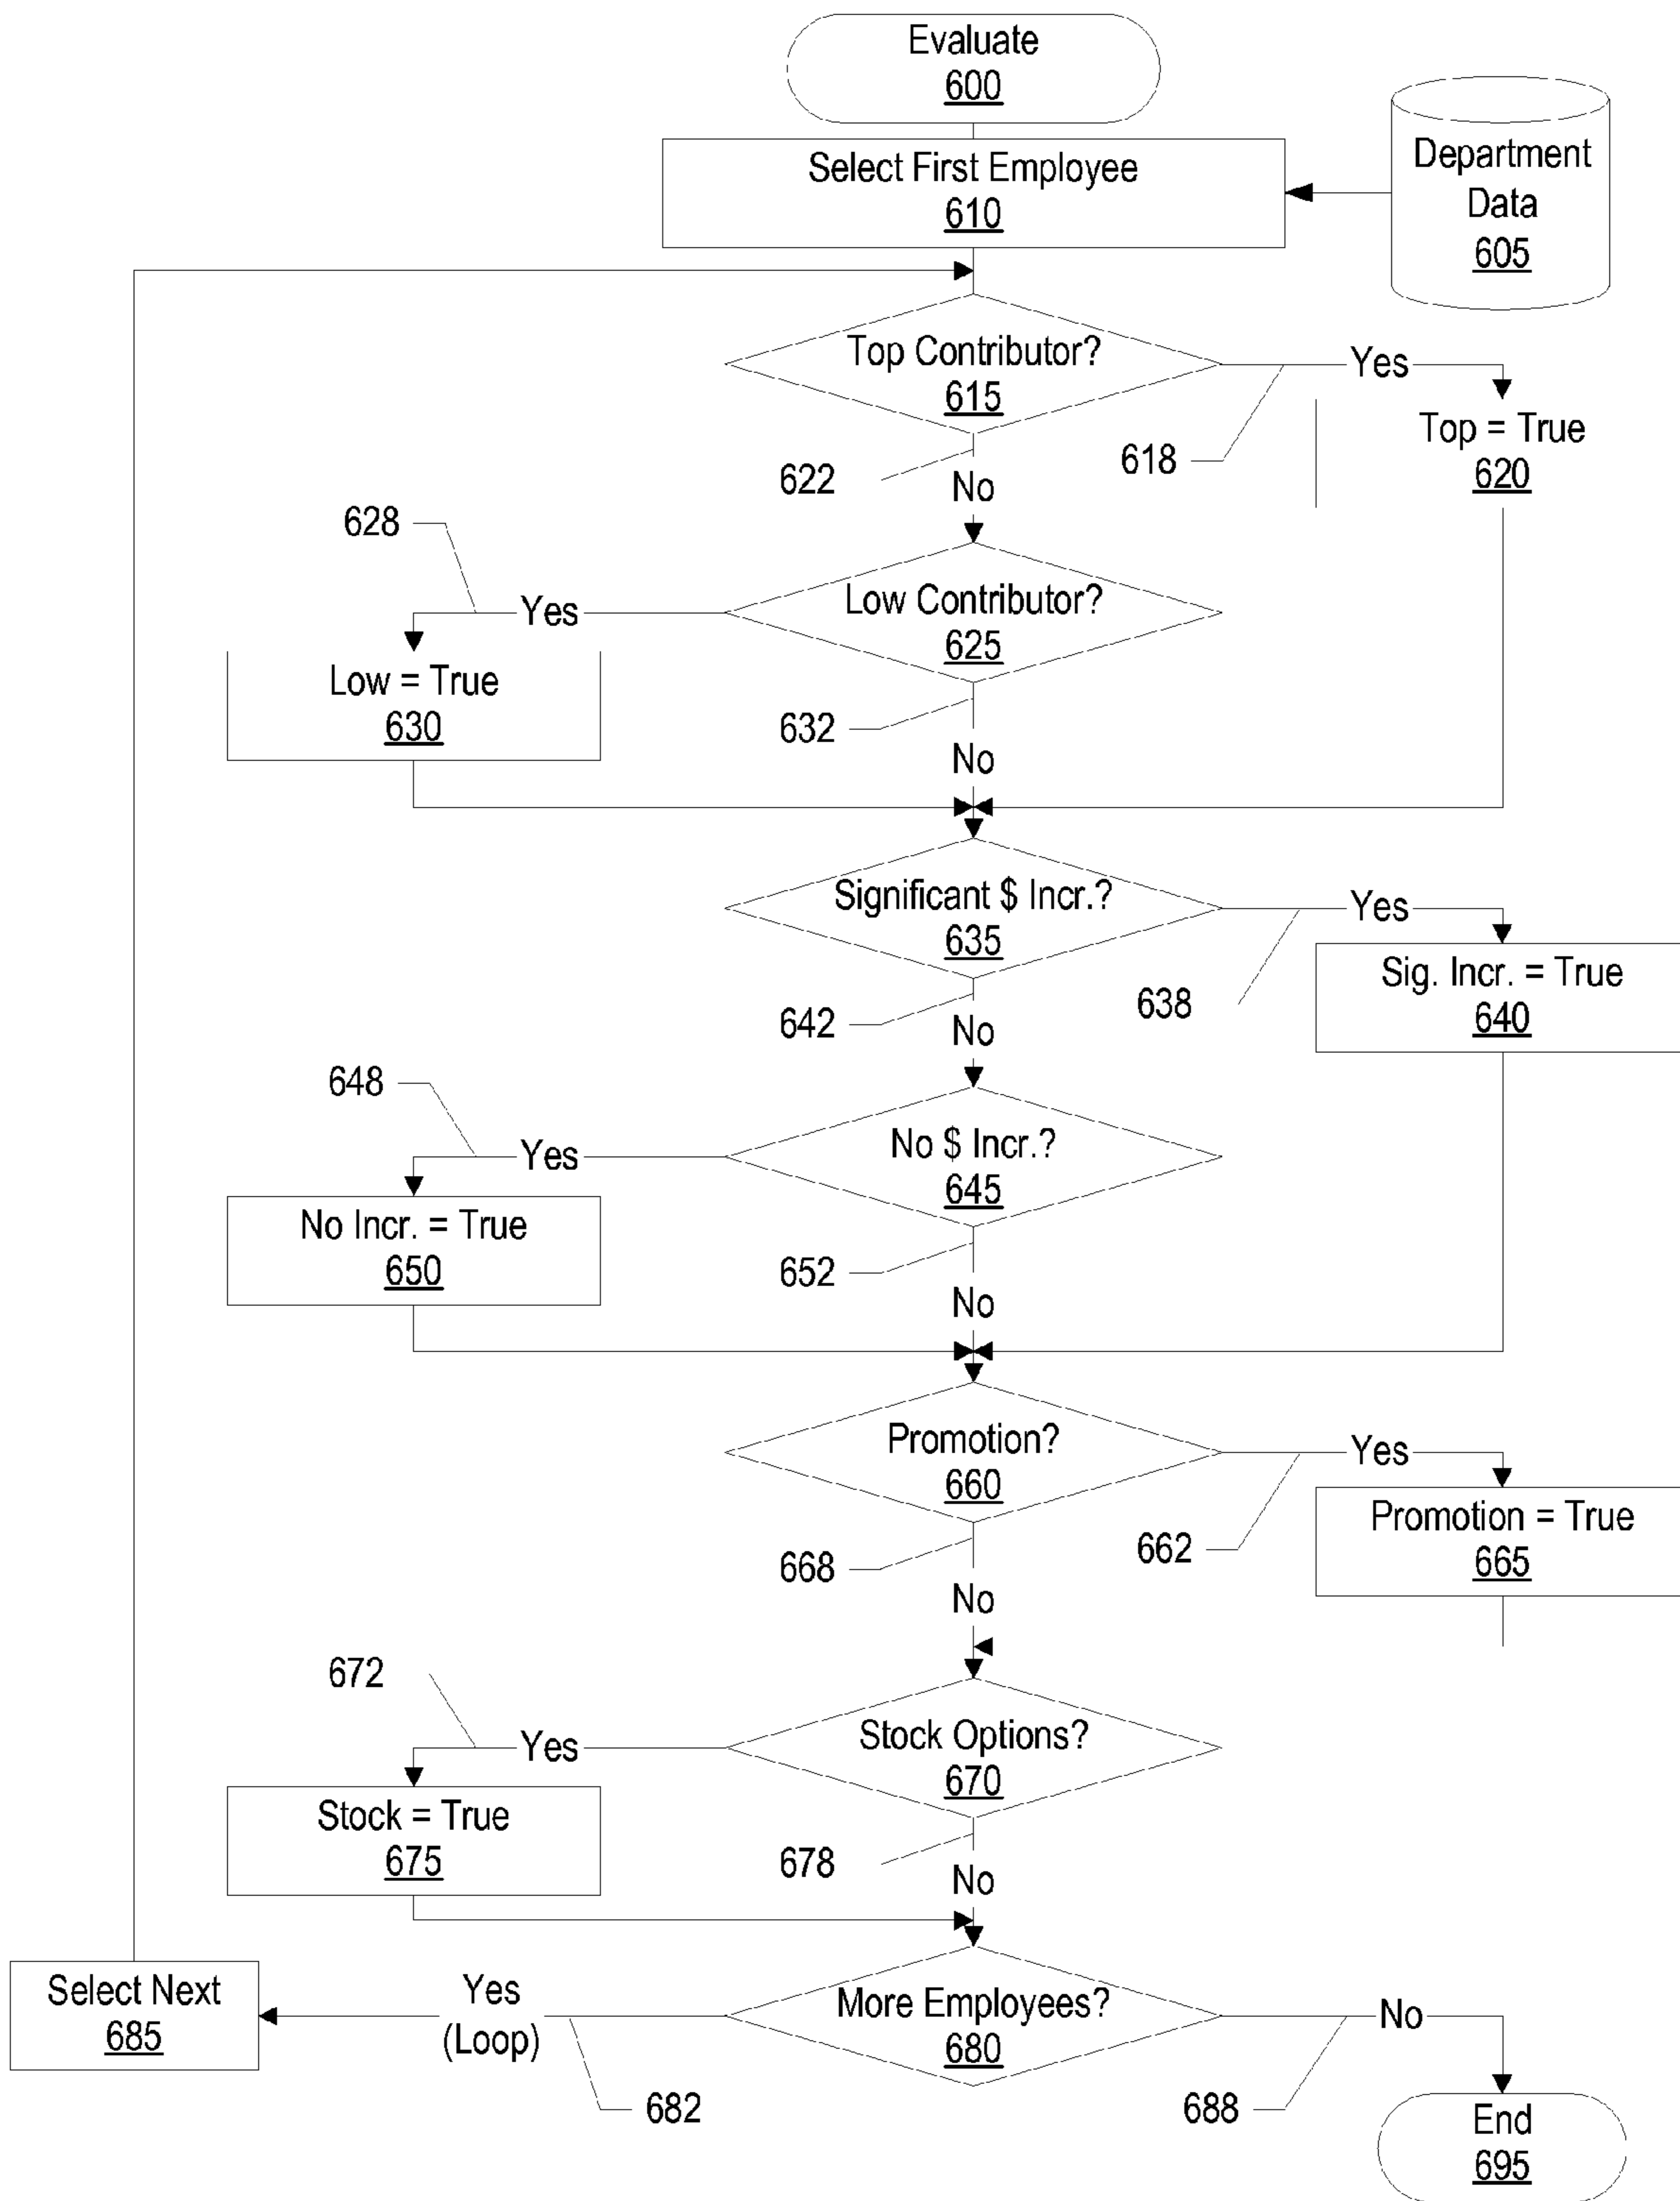 Evaluate
600
Select First Employee
610
Department
Data
605
Top Contributor?
615
Yes
618
Top = True
620
622
No
628
Yes
Low Contributor?
625
Low = True
630
632
No
Significant $ Incr.?
635
Yes
638
Sig. Incr. = True
640
642
No
648
Yes
No $ Incr.?
645
No Incr. = True
650
652
No
Promotion?
660
Yes
662
Promotion = True
665
668
No
672
Yes
Stock Options?
670
Stock = True
675
678
No
Select Next
685
Yes
(Loop)
682
More Employees?
680
No
688
End
695